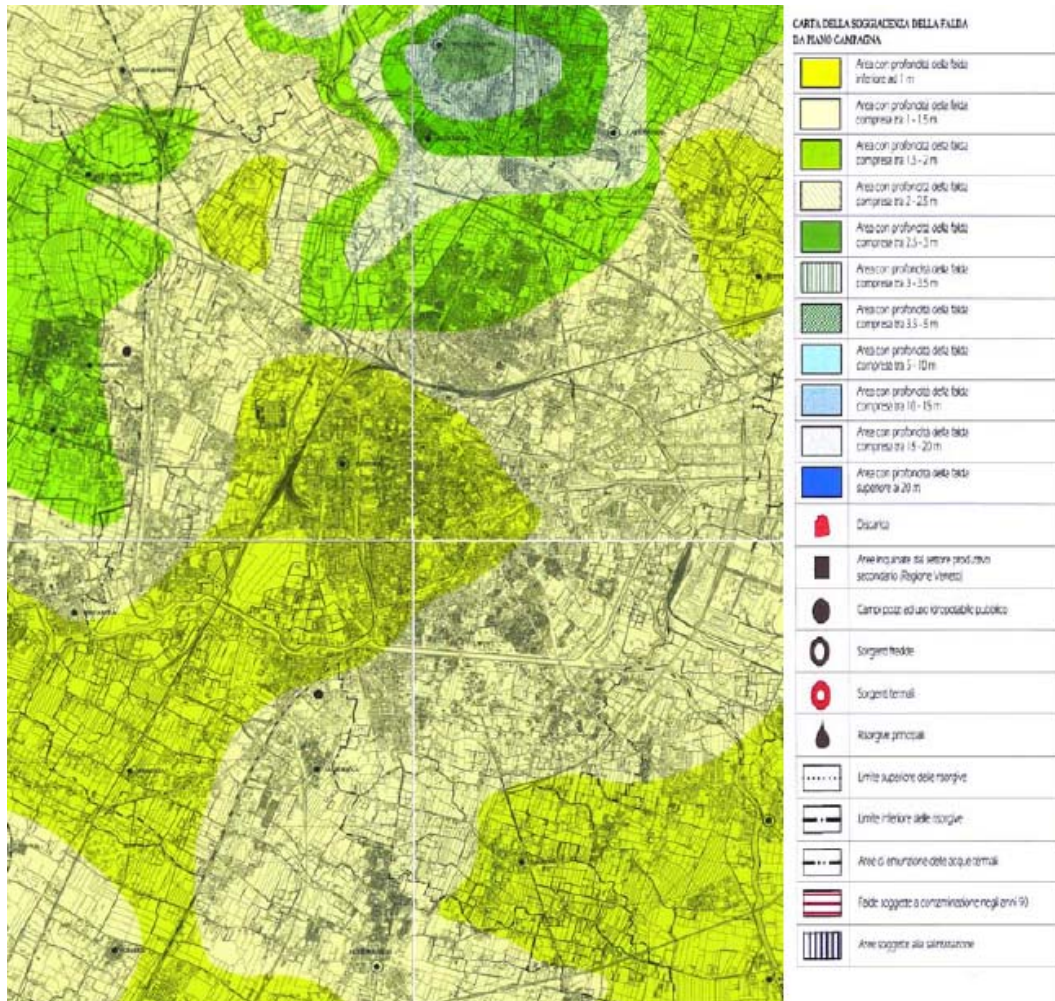 CARTA DELLA SOGGIACENZA DELLA FALDA
DA PIANO CAMPAGNA
Area con profondità della falda
inferiore ad 1 m
Area con profondità della falda
compresa tra 1 - 1.5 m
Area con profondità della falda
compresa tra 1.5 - 2 m
Area con profondità della falda
compresa tra 2 - 2.5 m
Area con profondità della falda
compresa tra 2.5 - 3 m
Area con profondità della falda
compresa tra 3 - 3.5 m
Area con profondità della falda
compresa tra 3.5 - 5 m
Area con profondità della falda
compresa tra 5 - 10 m
Area con profondità della falda
compresa tra 10 - 15 m
Area con profondità della falda
compresa tra 15 - 20 m
Area con profondità della falda
superiore ai 20 m
Discarica
Aree inquinate dal settore produttivo
secondario (Regione Veneto)
Campi pozzi ad uso idropotabile pubblico
Sorgenti fredde
Sorgenti termali
Risorgive principali
Limite superiore delle risorgive
Limite inferiore delle risorgive
Aree di emunzione delle acque termali
Falde soggette a contaminazione negli anni 90
Aree soggette alla salinizzazione